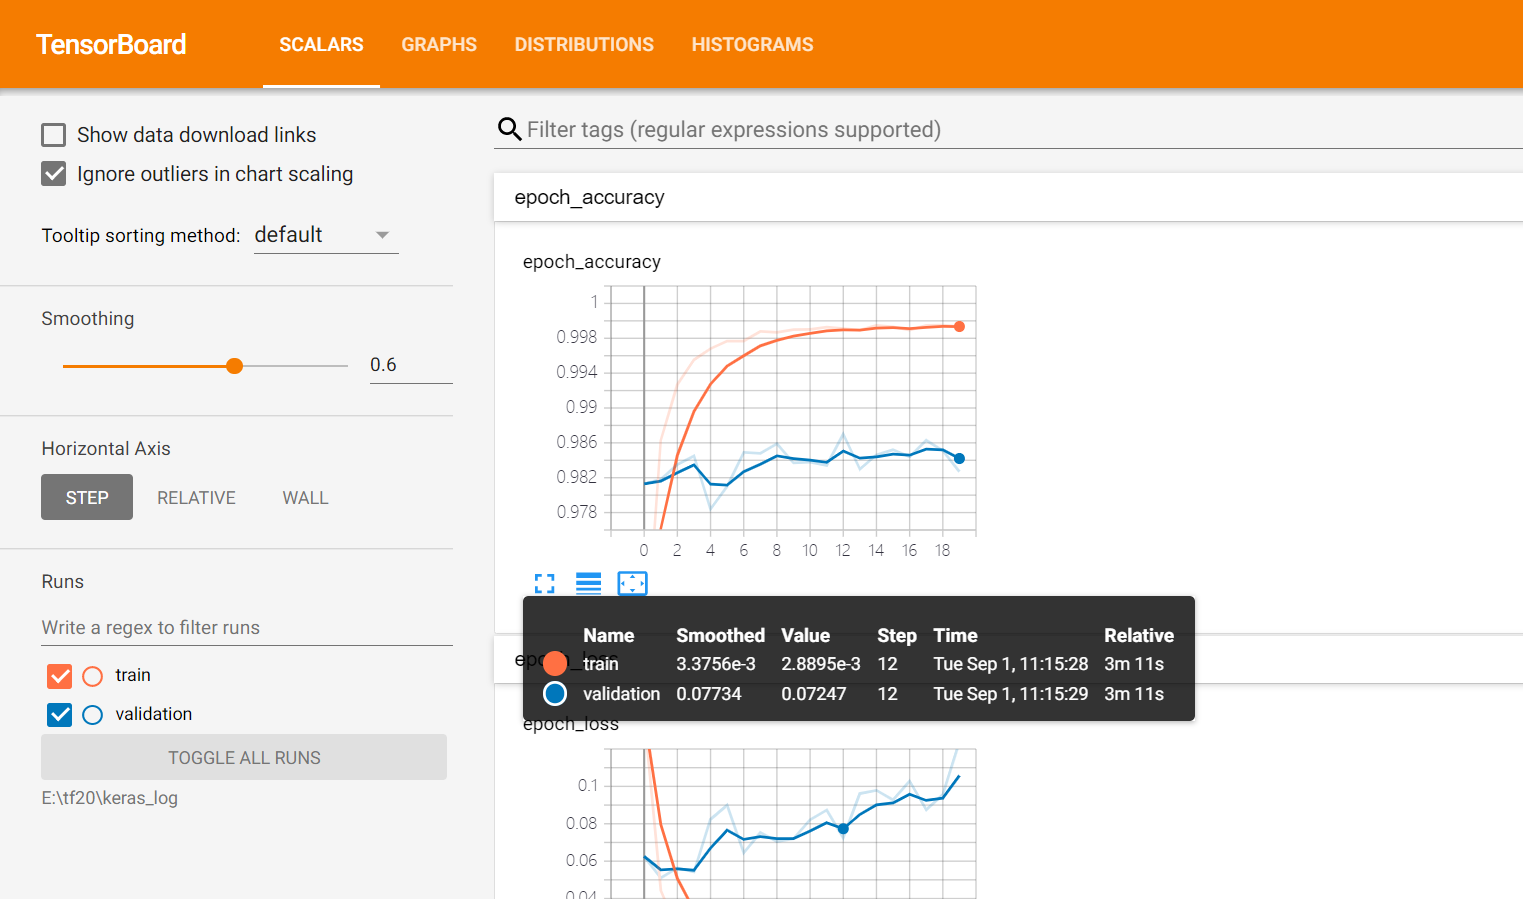 TensorBoard SCALARS GRAPHS DISTRIBUTIONS HISTOGRAMS
Show data download links
Ignore outliers in chart scaling
Tooltip sorting method: default
Smoothing
0.6
Horizontal Axis
STEP RELATIVE WALL
Runs
Write a regex to filter runs
train
validation
TOGGLE ALL RUNS
E:\tf20\keras_log
Filter tags (regular expressions supported)
epoch_accuracy
epoch_accuracy
1
0.998
0.994
0.99
0.986
0.982
0.978
0 2 4 6 8 10 12 14 16 18
epoch_loss
Name Smoothed Value Step Time Relative
train 3.3756e-3 2.8895e-3 12 Tue Sep 1, 11:15:28 3m 11s
validation 0.07734 0.07247 12 Tue Sep 1, 11:15:29 3m 11s
epoch_loss
0.1
0.08
0.06
0.04